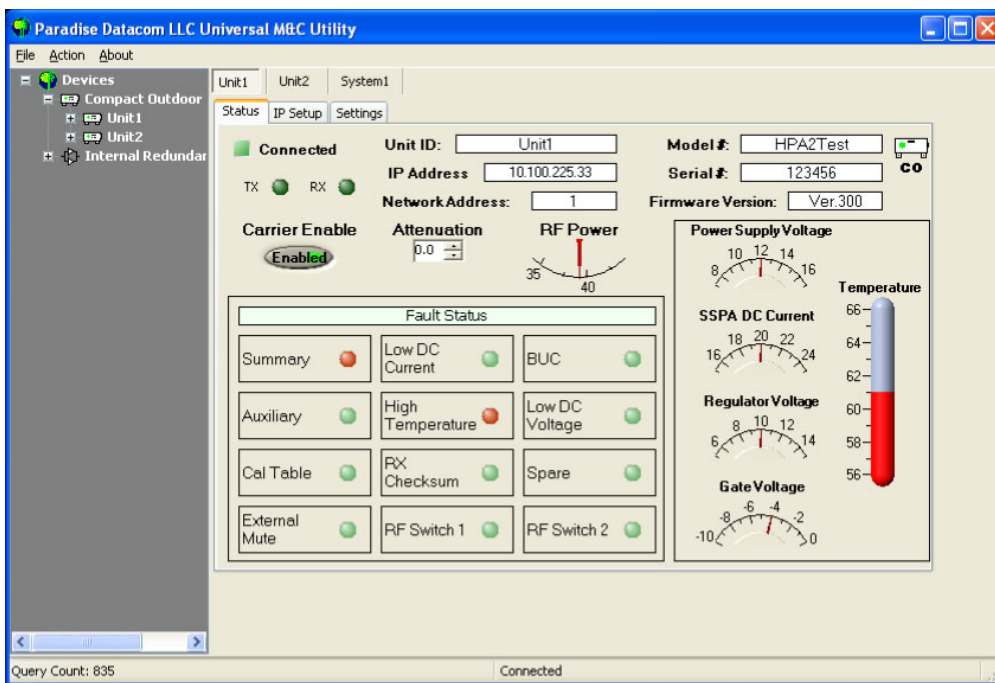 Paradise Datacom LLC Universal M&C Utility
File Action About
Devices
Compact Outdoor
Unit1
Unit2
Internal Redundar
Unit1 Unit2 System1
Status IP Setup Settings
Connected
TX RX
Unit ID: Unit1
IP Address 10.100.225.33
Network Address: 1
Model #: HPA2Test
Serial #: 123456
Firmware Version: Ver.300
CO
Carrier Enable
Enabled
Attenuation
0.0
RF Power
35
40
Fault Status
Summary
Low DC
Current
BUC
Auxiliary
High
Temperature
Low DC
Voltage
Cal Table
RX
Checksum
Spare
External
Mute
RF Switch 1
RF Switch 2
Power Supply Voltage
8 10 12 14 16
SSPA DC Current
16 18 20 22 24
Regulator Voltage
6 8 10 12 14
Gate Voltage
-10 -8 -6 -4 -2 0
Temperature
66
64
62
60
58
56
Query Count: 835
Connected